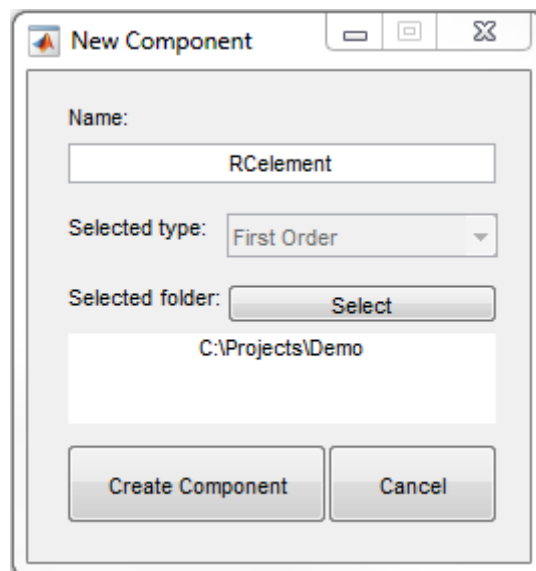 New Component
Name:
RCelement
Selected type: First Order
Selected folder: Select
C:\Projects\Demo
Create Component Cancel